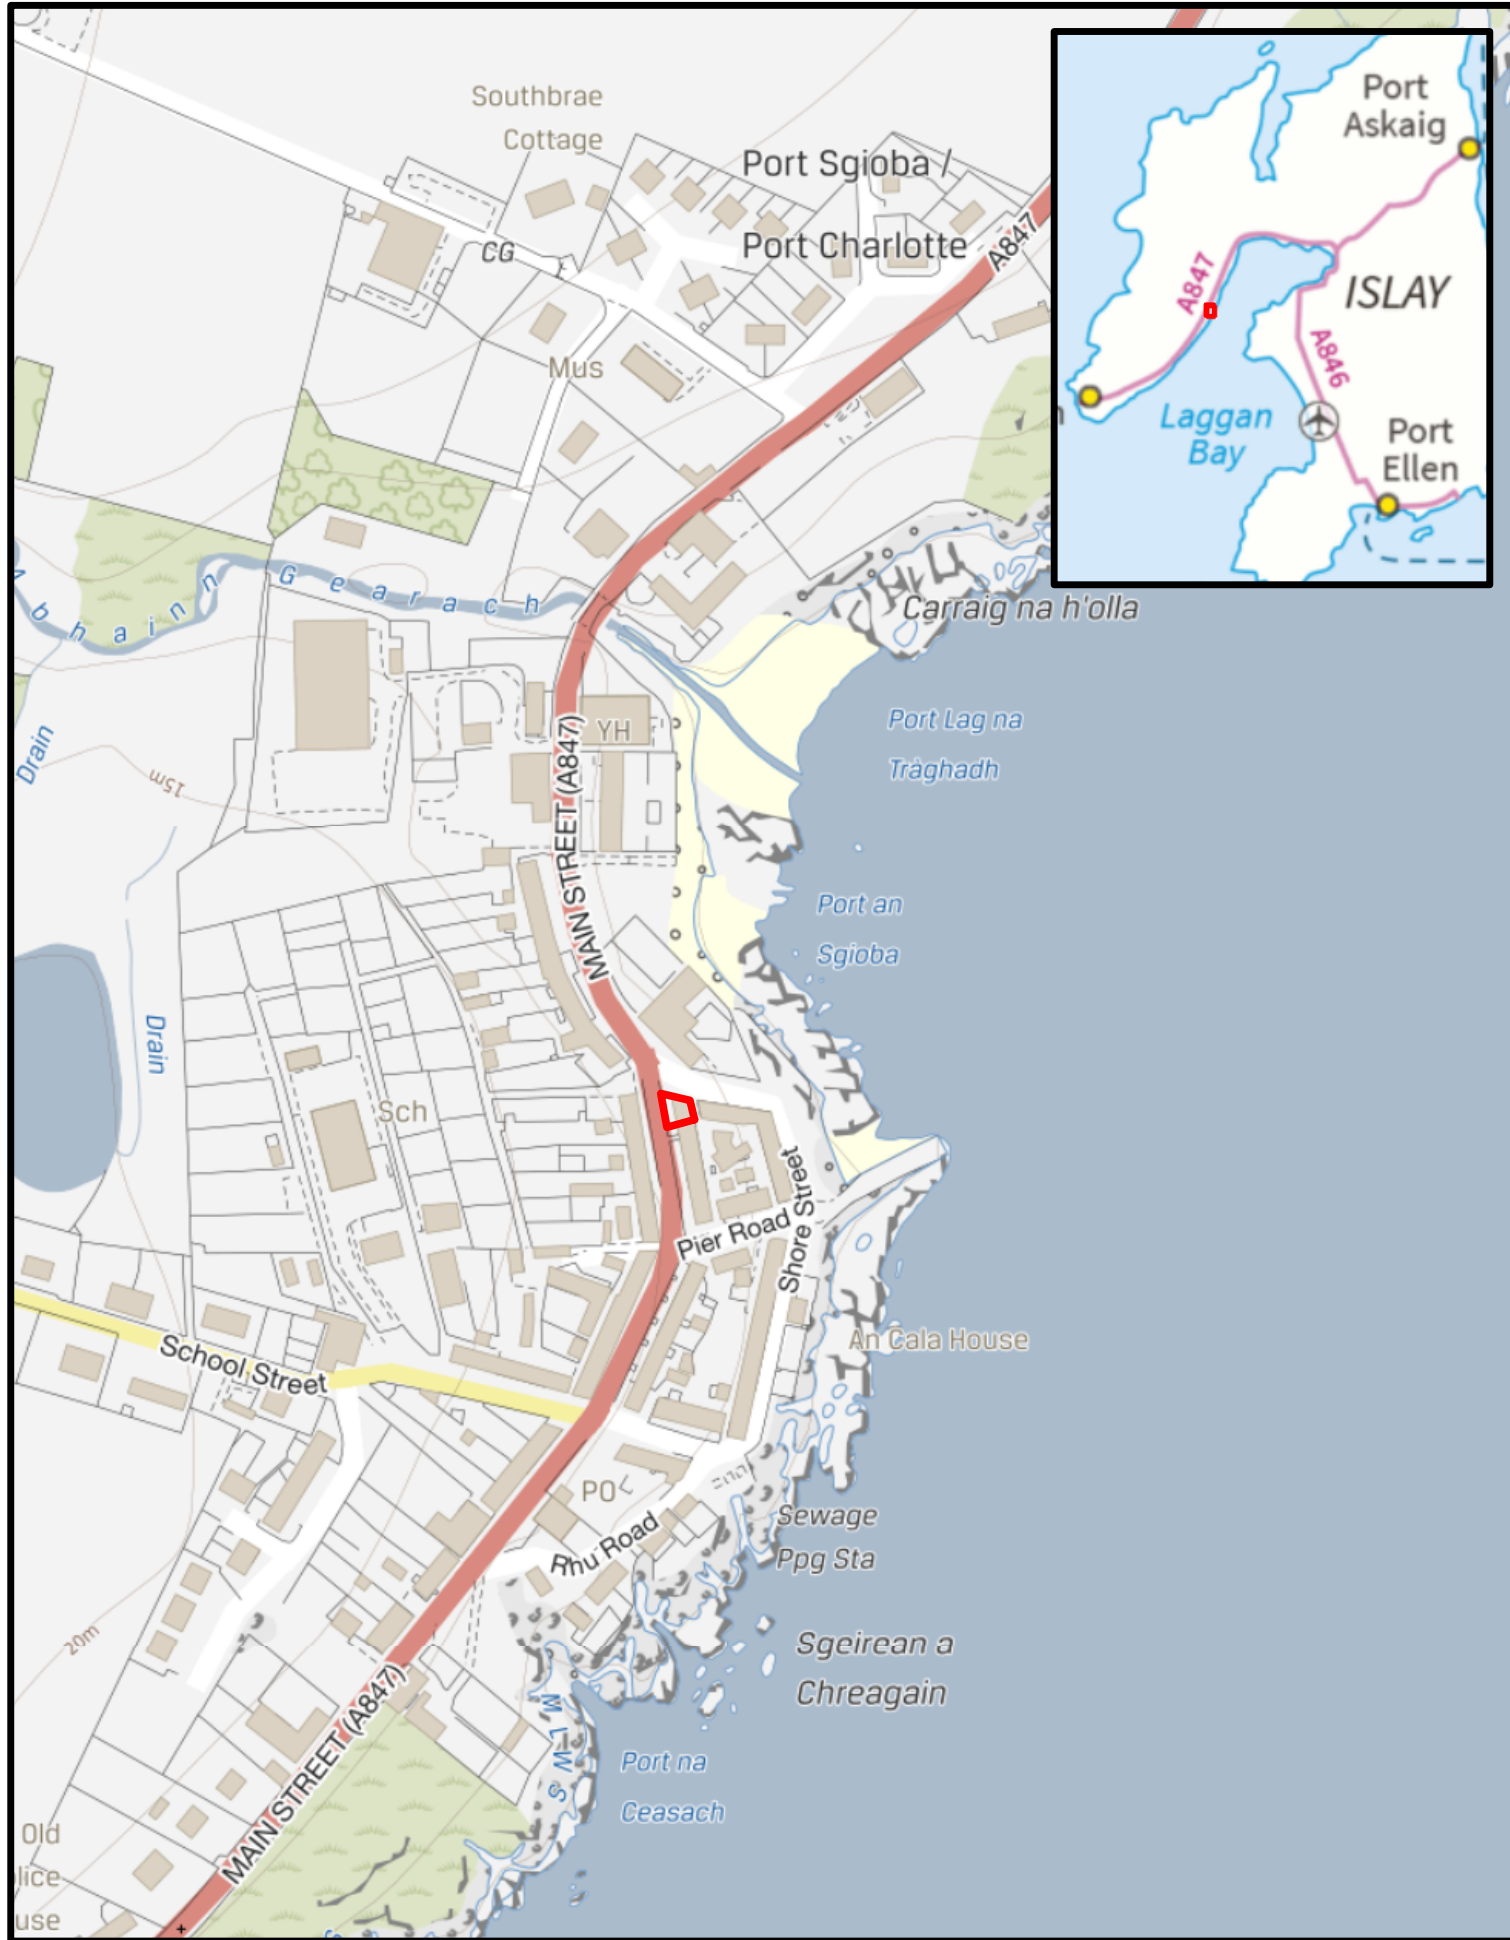 Southbrae
Cottage
Port Sgioba /
Port Charlotte
A847
CG
Mus
Abhainn Gearach
Carraig na h'olla
Port Lag na
Tràghadh
YH
MAIN STREET (A847)
Drain
15m
Port an
Sgioba
Drain
Sch
Shore Street
Pier Road
An Cala House
School Street
PO
Rhu Road
Sewage
Ppg Sta
20m
Sgeirean a
Chreagain
MLWS
Port na
Ceasach
MAIN STREET (A847)
Old
lice
use
Port
Askaig
A847
ISLAY
A846
Laggan
Bay
Port
Ellen